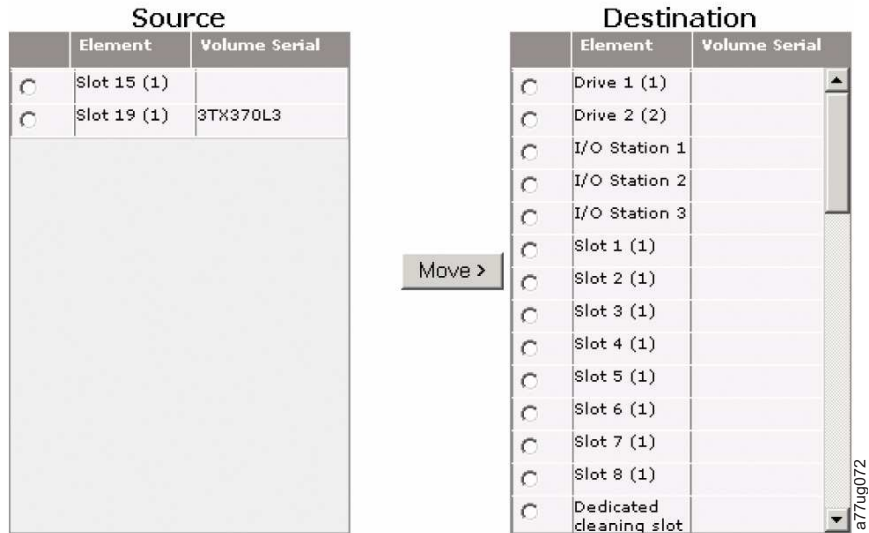 Source
Element Volume Serial
Slot 15 (1)
Slot 19 (1) 3TX370L3
Move >
Destination
Element Volume Serial
Drive 1 (1)
Drive 2 (2)
I/O Station 1
I/O Station 2
I/O Station 3
Slot 1 (1)
Slot 2 (1)
Slot 3 (1)
Slot 4 (1)
Slot 5 (1)
Slot 6 (1)
Slot 7 (1)
Slot 8 (1)
Dedicated
cleaning slot
a77ug072